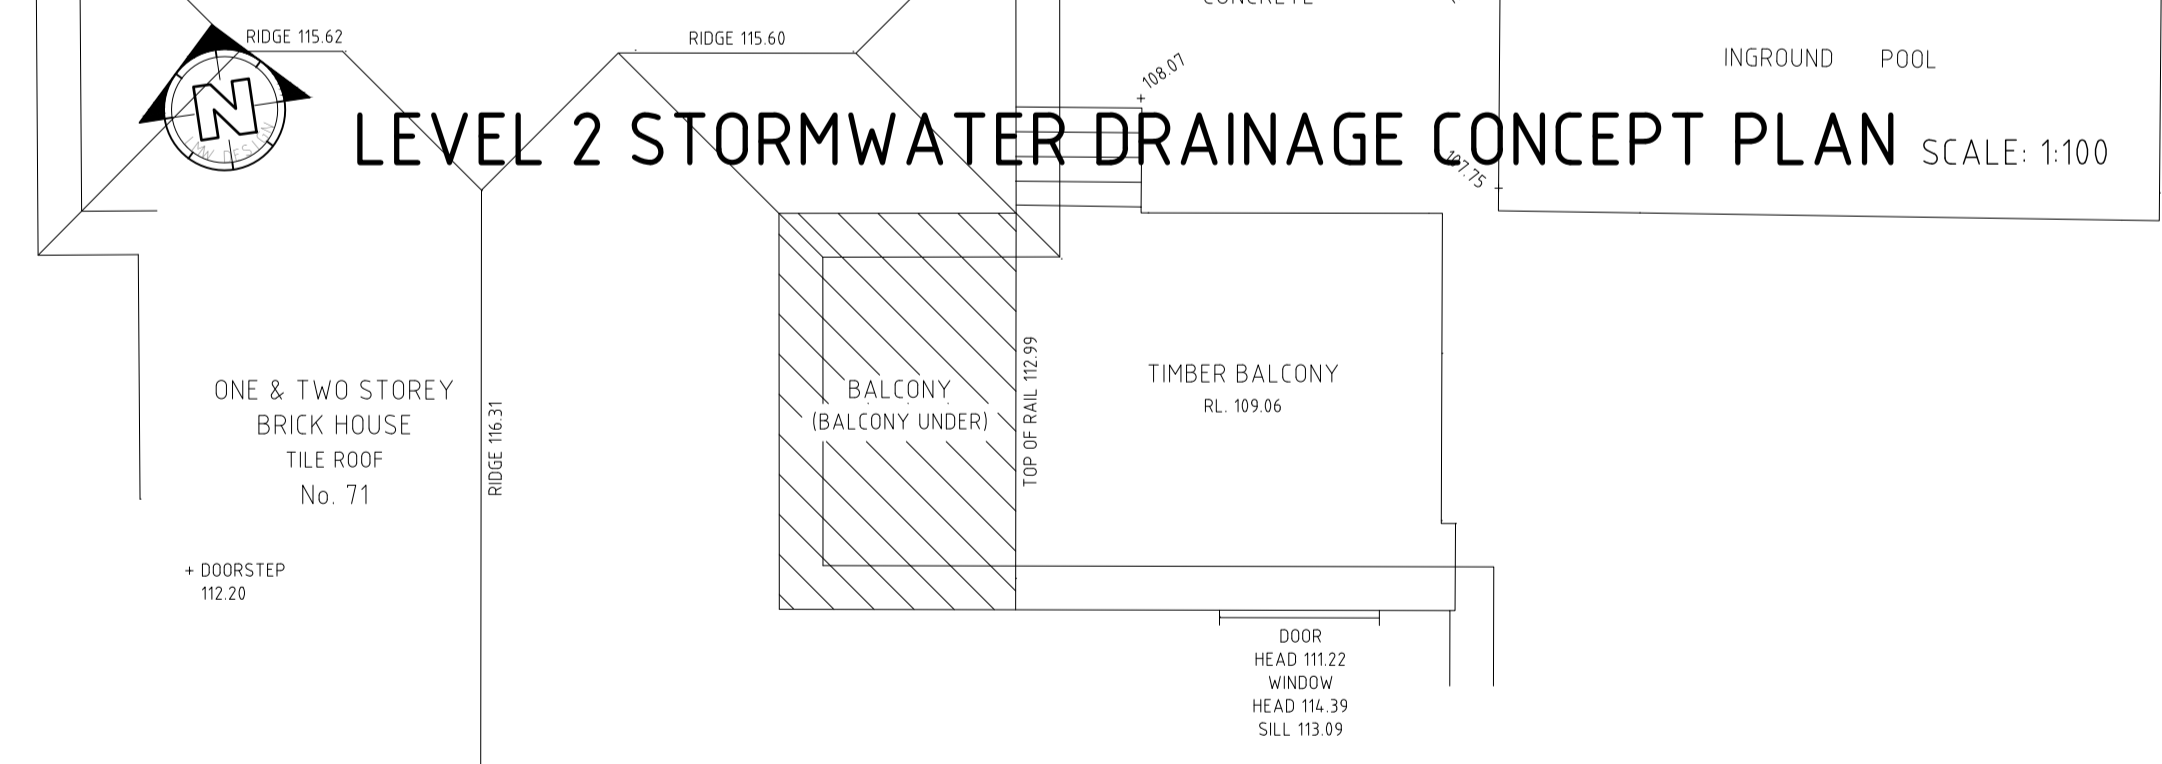 CONCRETE
RIDGE 115.62
RIDGE 115.60
+ 108.07
INGROUND POOL
N
LMW DESIGN
LEVEL 2 STORMWATER DRAINAGE CONCEPT PLAN SCALE: 1:100
107.75
ONE & TWO STOREY
BRICK HOUSE
TILE ROOF
No. 71
RIDGE 116.31
BALCONY
(BALCONY UNDER)
TOP OF RAIL 112.99
TIMBER BALCONY
RL. 109.06
+ DOORSTEP
112.20
DOOR
HEAD 111.22
WINDOW
HEAD 114.39
SILL 113.09